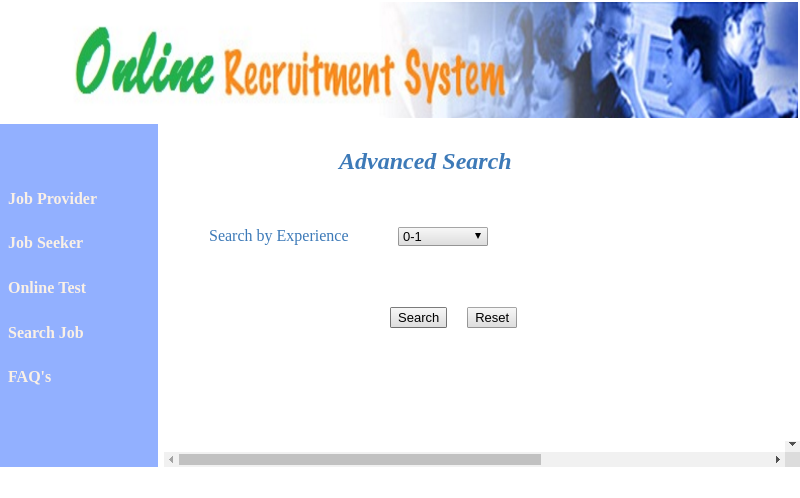 Online Recruitment System
Advanced Search
Job Provider
Search by Experience 0-1
Job Seeker
Online Test
Search Reset
Search Job
FAQ's